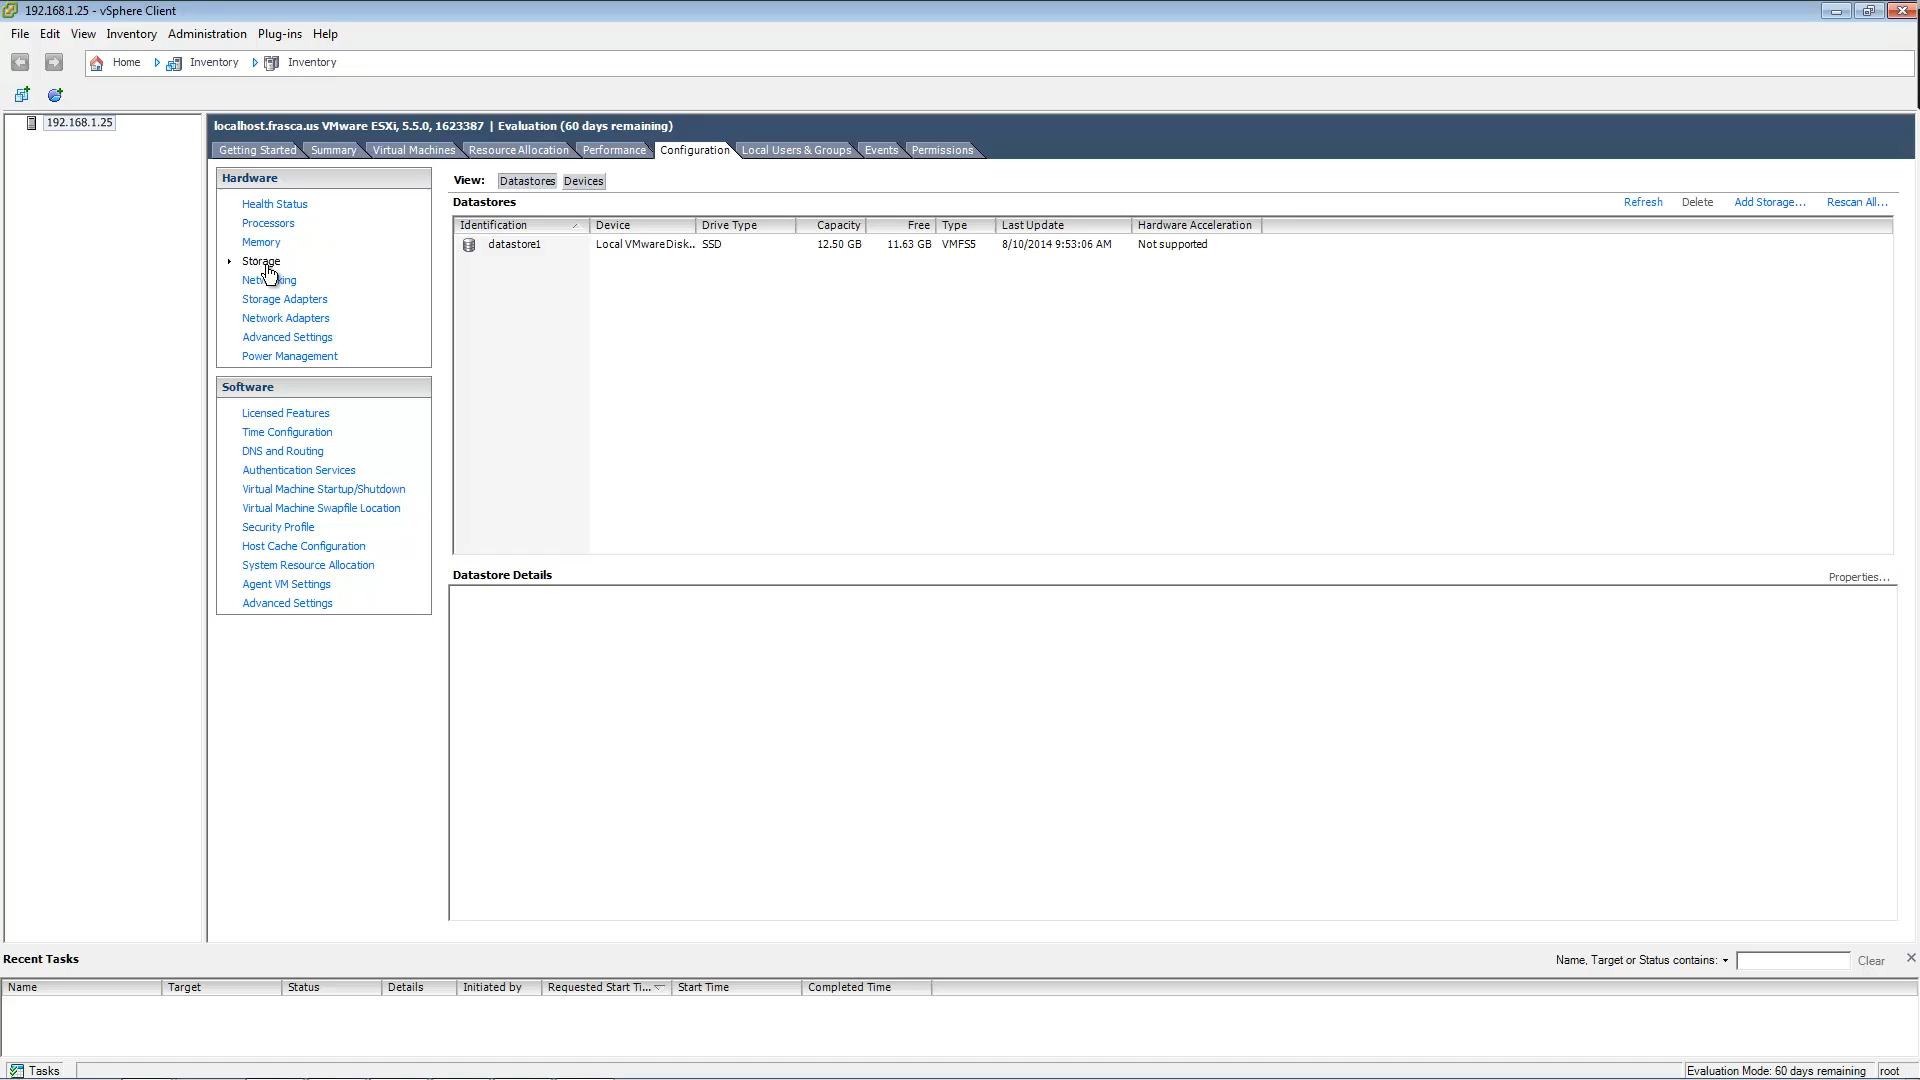 192.168.1.25 - vSphere Client
File Edit View Inventory Administration Plug-ins Help
Home Inventory Inventory
192.168.1.25
localhost.frasca.us VMware ESXi, 5.5.0, 1623387 | Evaluation (60 days remaining)
Getting Started Summary Virtual Machines Resource Allocation Performance Configuration Local Users & Groups Events Permissions
Hardware
Health Status
Processors
Memory
Storage
Networking
Storage Adapters
Network Adapters
Advanced Settings
Power Management
Software
Licensed Features
Time Configuration
DNS and Routing
Authentication Services
Virtual Machine Startup/Shutdown
Virtual Machine Swapfile Location
Security Profile
Host Cache Configuration
System Resource Allocation
Agent VM Settings
Advanced Settings
View: Datastores Devices
Datastores Refresh Delete Add Storage... Rescan All...
Identification Device Drive Type Capacity Free Type Last Update Hardware Acceleration
datastore1 Local VMware Disk.. SSD 12.50 GB 11.63 GB VMFS5 8/10/2014 9:53:06 AM Not supported
Datastore Details Properties...
Recent Tasks Name, Target or Status contains: Clear
Name Target Status Details Initiated by Requested Start Ti... Start Time Completed Time
Tasks Evaluation Mode: 60 days remaining root